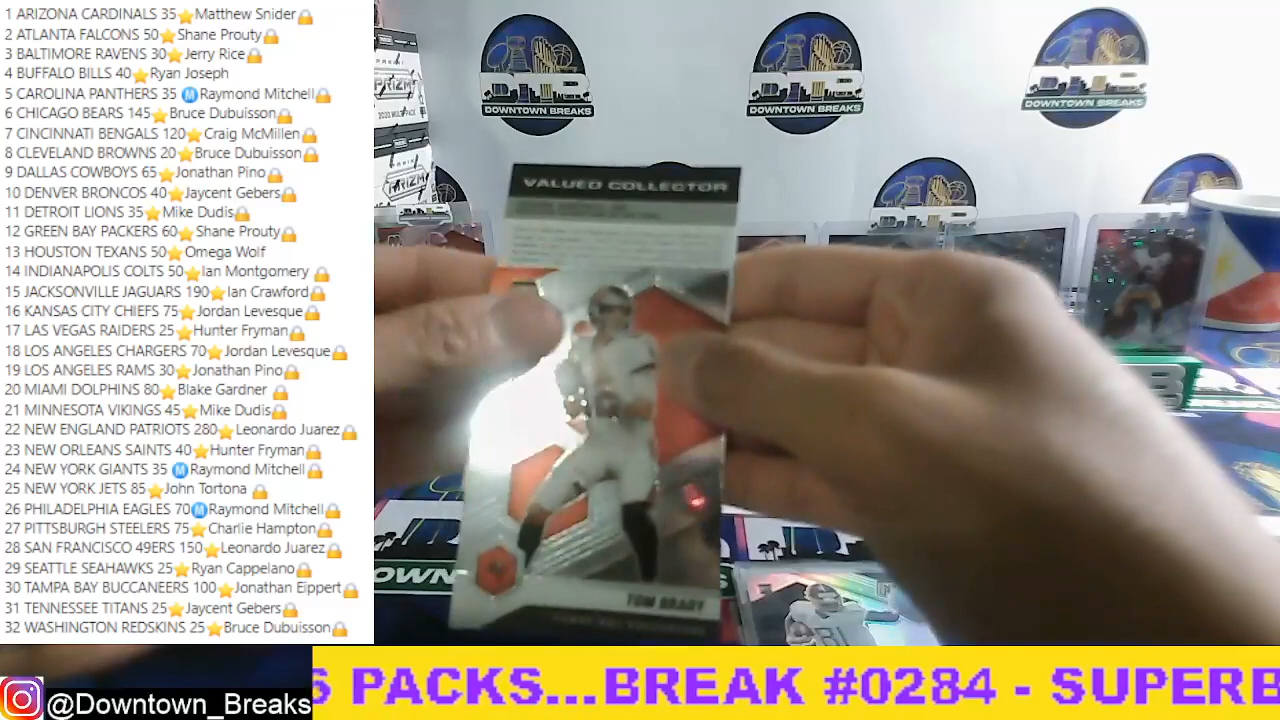 1 ARIZONA CARDINALS 35⭐Matthew Snider🔒
2 ATLANTA FALCONS 50⭐Shane Prouty🔒
3 BALTIMORE RAVENS 30⭐Jerry Rice🔒
4 BUFFALO BILLS 40⭐Ryan Joseph
5 CAROLINA PANTHERS 35 Ⓜ️Raymond Mitchell🔒
6 CHICAGO BEARS 145⭐Bruce Dubuisson🔒
7 CINCINNATI BENGALS 120⭐Craig McMillen🔒
8 CLEVELAND BROWNS 20⭐Bruce Dubuisson🔒
9 DALLAS COWBOYS 65⭐Jonathan Pino🔒
10 DENVER BRONCOS 40⭐Jaycent Gebers🔒
11 DETROIT LIONS 35⭐Mike Dudis🔒
12 GREEN BAY PACKERS 60⭐Shane Prouty🔒
13 HOUSTON TEXANS 50⭐Omega Wolf
14 INDIANAPOLIS COLTS 50⭐Ian Montgomery 🔒
15 JACKSONVILLE JAGUARS 190⭐Ian Crawford🔒
16 KANSAS CITY CHIEFS 75⭐Jordan Levesque🔒
17 LAS VEGAS RAIDERS 25⭐Hunter Fryman🔒
18 LOS ANGELES CHARGERS 70⭐Jordan Levesque🔒
19 LOS ANGELES RAMS 30⭐Jonathan Pino🔒
20 MIAMI DOLPHINS 80⭐Blake Gardner 🔒
21 MINNESOTA VIKINGS 45⭐Mike Dudis🔒
22 NEW ENGLAND PATRIOTS 280⭐Leonardo Juarez🔒
23 NEW ORLEANS SAINTS 40⭐Hunter Fryman🔒
24 NEW YORK GIANTS 35 Ⓜ️Raymond Mitchell🔒
25 NEW YORK JETS 85⭐John Tortona 🔒
26 PHILADELPHIA EAGLES 70Ⓜ️Raymond Mitchell🔒
27 PITTSBURGH STEELERS 75⭐Charlie Hampton🔒
28 SAN FRANCISCO 49ERS 150⭐Leonardo Juarez🔒
29 SEATTLE SEAHAWKS 25⭐Ryan Cappelano🔒
30 TAMPA BAY BUCCANEERS 100⭐Jonathan Eippert🔒
31 TENNESSEE TITANS 25⭐Jaycent Gebers🔒
32 WASHINGTON REDSKINS 25⭐Bruce Dubuisson🔒
PRIZM
PRIZM
DTB
DOWNTOWN BREAKS
DTB
DOWNTOWN BREAKS
DTB
DOWNTOWN BREAKS
VALUED COLLECTOR
TOM BRADY
@Downtown_Breaks
S PACKS...BREAK #0284 - SUPERB